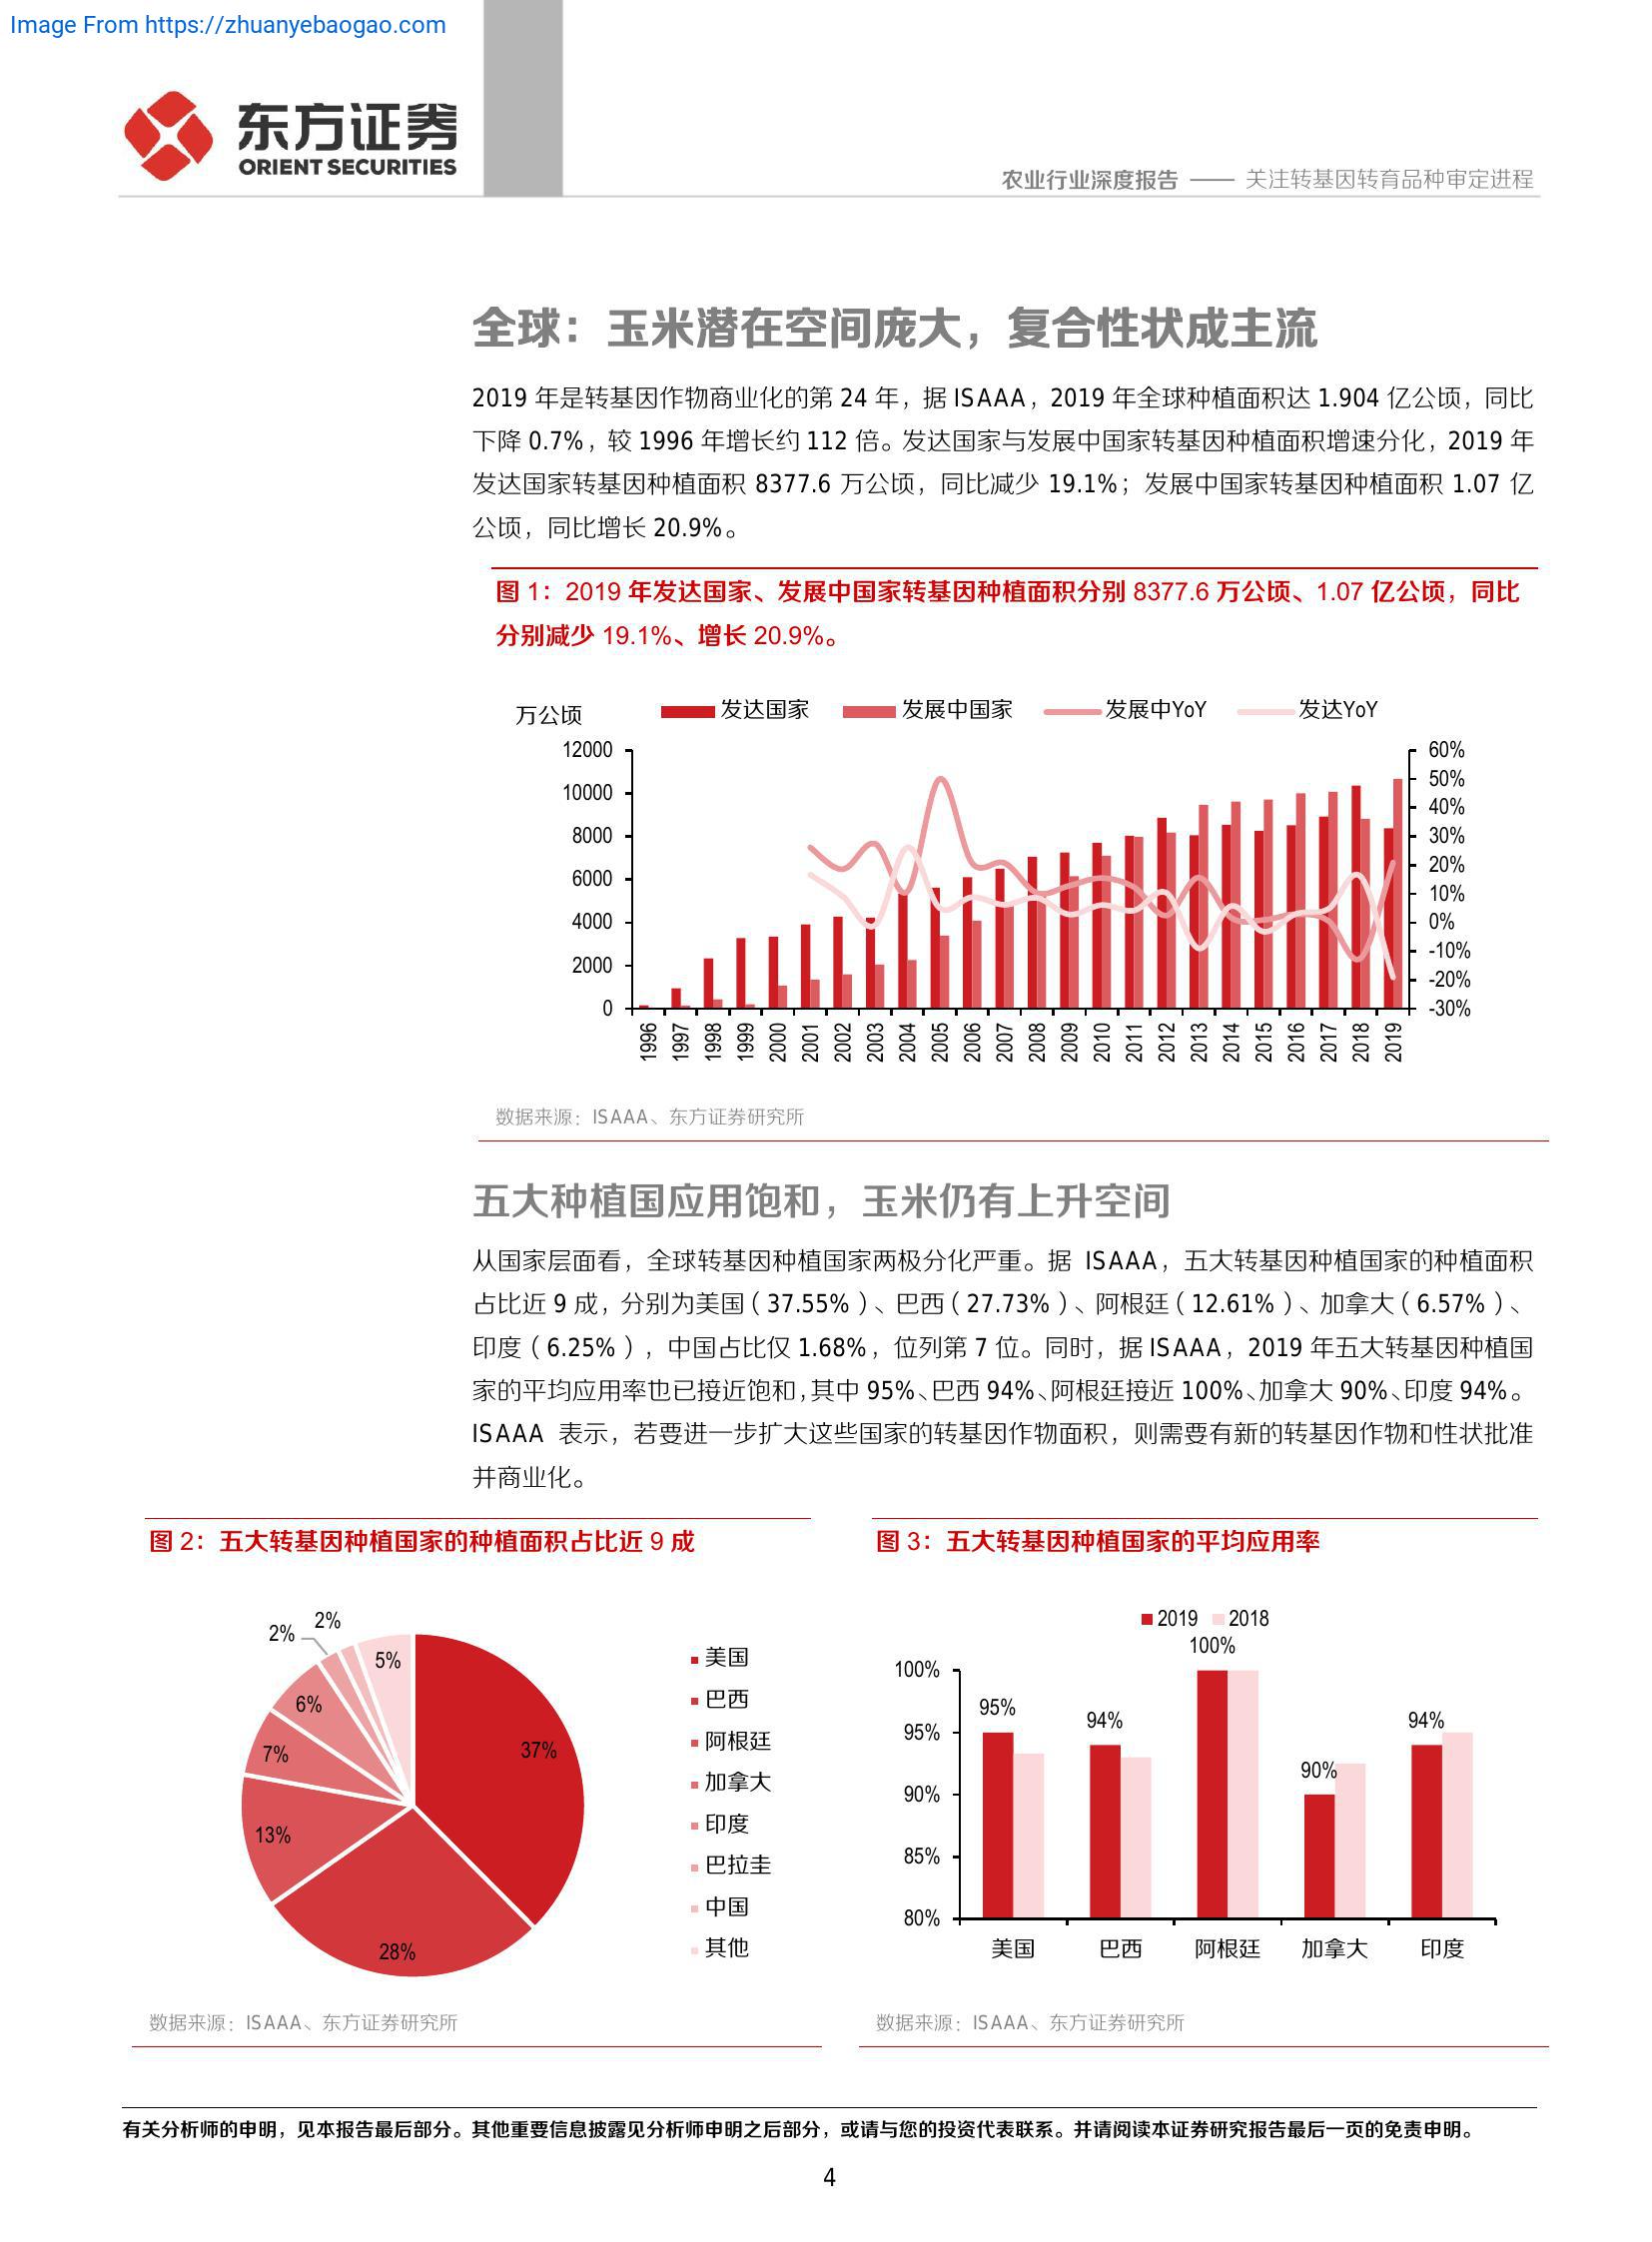 Image From https://zhuanyebaogao.com
东方证券
ORIENT SECURITIES
农业行业深度报告 —— 关注转基因转育品种审定进程
全球：玉米潜在空间庞大，复合性状成主流
2019 年是转基因作物商业化的第 24 年，据 ISAAA，2019 年全球种植面积达 1.904 亿公顷，同比
下降 0.7%，较 1996 年增长约 112 倍。发达国家与发展中国家转基因种植面积增速分化，2019 年
发达国家转基因种植面积 8377.6 万公顷，同比减少 19.1%；发展中国家转基因种植面积 1.07 亿
公顷，同比增长 20.9%。
图 1：2019 年发达国家、发展中国家转基因种植面积分别 8377.6 万公顷、1.07 亿公顷，同比
分别减少 19.1%、增长 20.9%。
万公顷 发达国家 发展中国家 发展中YoY 发达YoY
12000 60%
50%
10000 40%
8000 30%
20%
6000 10%
4000 0%
-10%
2000 -20%
0 -30%
1996 1997 1998 1999 2000 2001 2002 2003 2004 2005 2006 2007 2008 2009 2010 2011 2012 2013 2014 2015 2016 2017 2018 2019
数据来源：ISAAA、东方证券研究所
五大种植国应用饱和，玉米仍有上升空间
从国家层面看，全球转基因种植国家两极分化严重。据 ISAAA，五大转基因种植国家的种植面积
占比近 9 成，分别为美国（37.55%）、巴西（27.73%）、阿根廷（12.61%）、加拿大（6.57%）、
印度（6.25%），中国占比仅 1.68%，位列第 7 位。同时，据 ISAAA，2019 年五大转基因种植国
家的平均应用率也已接近饱和，其中 95%、巴西 94%、阿根廷接近 100%、加拿大 90%、印度 94%。
ISAAA 表示，若要进一步扩大这些国家的转基因作物面积，则需要有新的转基因作物和性状批准
并商业化。
图 2：五大转基因种植国家的种植面积占比近 9 成
2%
2%
5%
6%
7%
13%
28%
37%
美国
巴西
阿根廷
加拿大
印度
巴拉圭
中国
其他
数据来源：ISAAA、东方证券研究所
图 3：五大转基因种植国家的平均应用率
2019 2018
100%
95%
94%
94%
90%
100%
95%
90%
85%
80%
美国 巴西 阿根廷 加拿大 印度
数据来源：ISAAA、东方证券研究所
有关分析师的申明，见本报告最后部分。其他重要信息披露见分析师申明之后部分，或请与您的投资代表联系。并请阅读本证券研究报告最后一页的免责申明。
4